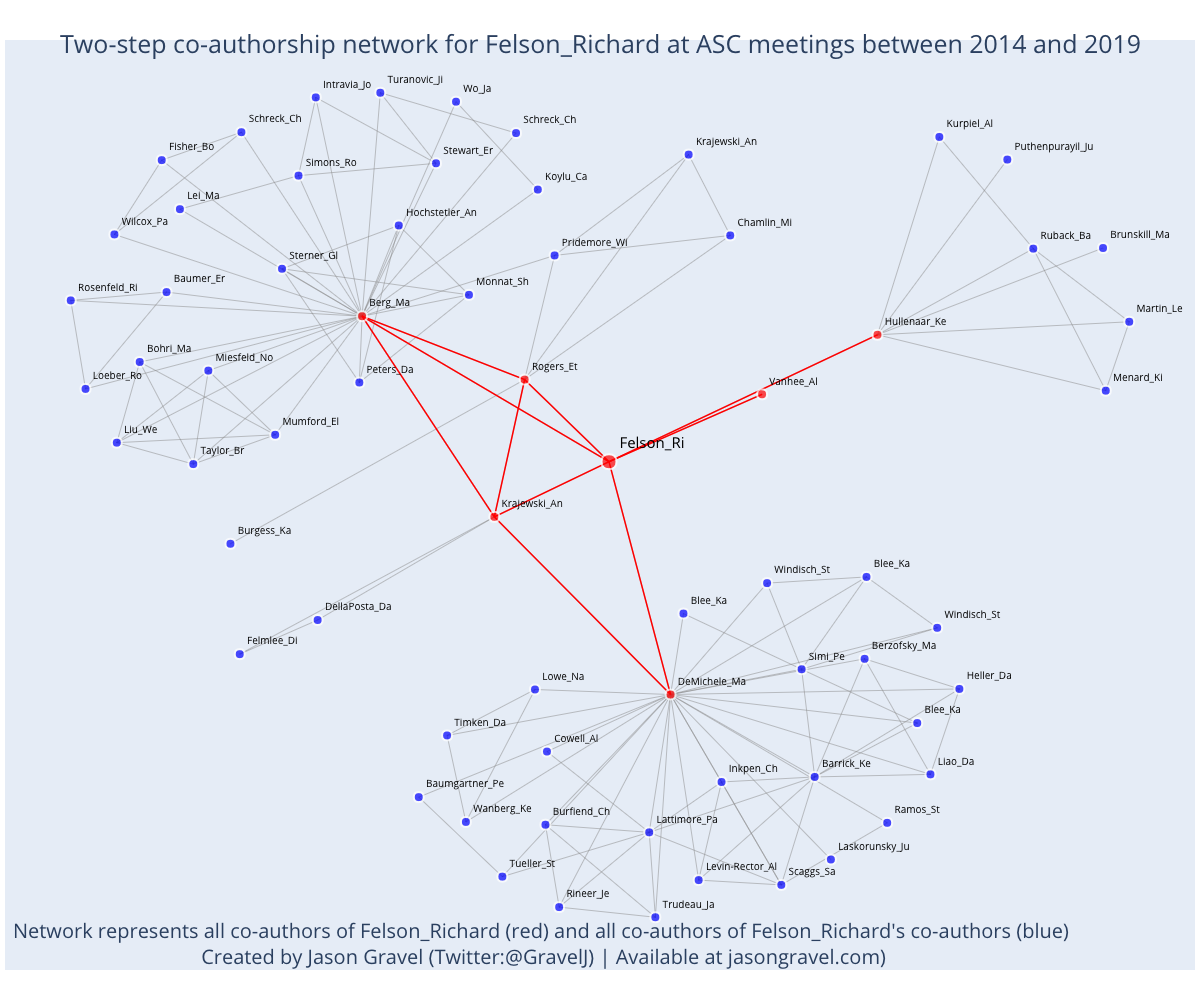 Two-step co-authorship network for Felson_Richard at ASC meetings between 2014 and 2019
Intravia_Jo
Turanovic_Ji
Wo_Ja
Schreck_Ch
Schreck_Ch
Kurpiel_Al
Fisher_Bo
Simons_Ro
Stewart_Er
Krajewski_An
Puthenpurayil_Ju
Koylu_Ca
Lei_Ma
Hochstetler_An
Wilcox_Pa
Chamlin_Mi
Pridemore_Wi
Ruback_Ba
Brunskill_Ma
Sterner_Gl
Baumer_Er
Monnat_Sh
Rosenfeld_Ri
Berg_Ma
Martin_Le
Hullenaar_Ke
Bohri_Ma
Miesfeld_No
Peters_Da
Rogers_Et
Loeber_Ro
Vanhee_Al
Menard_Ki
Mumford_El
Liu_We
Felson_Ri
Taylor_Br
Krajewski_An
Burgess_Ka
Windisch_St
Blee_Ka
Blee_Ka
DellaPosta_Da
Windisch_St
Felmlee_Di
Simi_Pe
Berzofsky_Ma
Lowe_Na
DeMichele_Ma
Heller_Da
Timken_Da
Blee_Ka
Cowell_Al
Inkpen_Ch
Barrick_Ke
Liao_Da
Baumgartner_Pe
Wanberg_Ke
Burfiend_Ch
Lattimore_Pa
Ramos_St
Laskorunsky_Ju
Tueller_St
Levin-Rector_Al
Scaggs_Sa
Rineer_Je
Trudeau_Ja
Network represents all co-authors of Felson_Richard (red) and all co-authors of Felson_Richard's co-authors (blue)
Created by Jason Gravel (Twitter:@GravelJ) | Available at jasongravel.com)